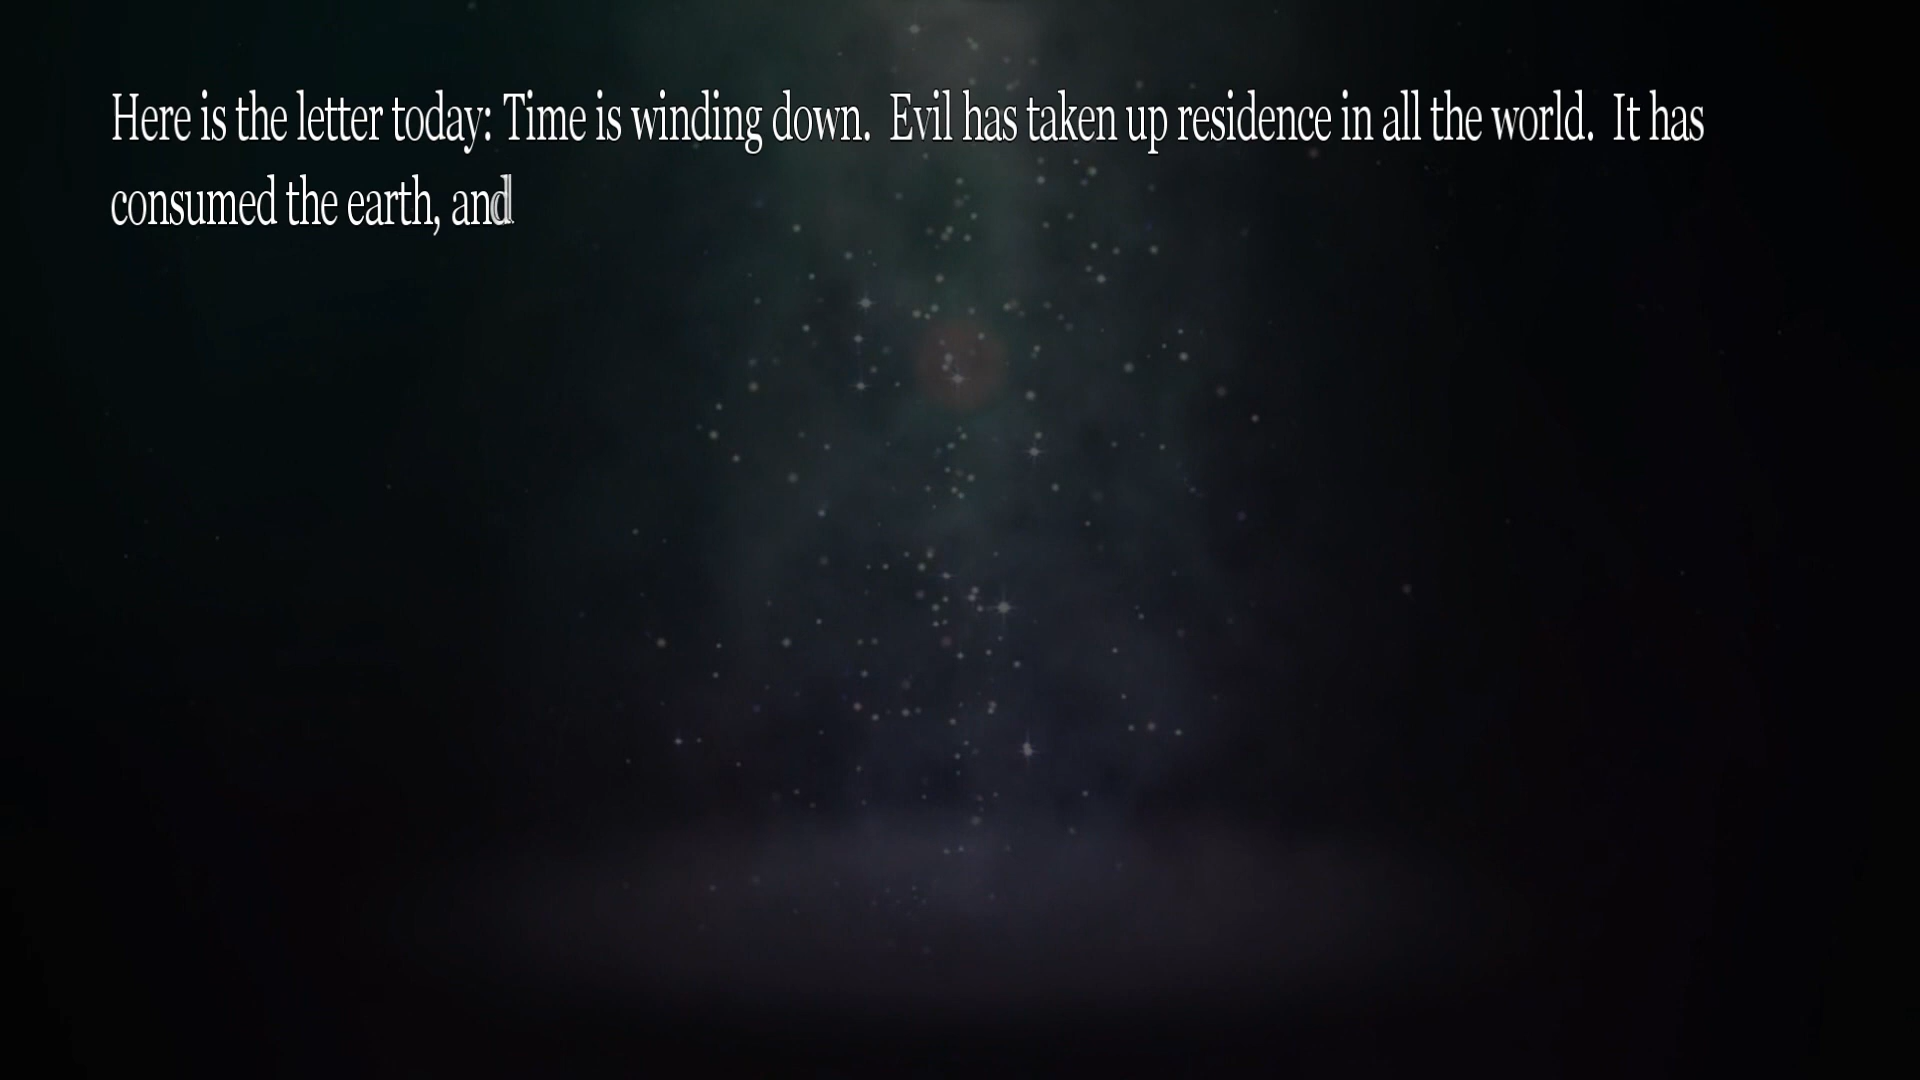 Here is the letter today: Time is winding down.  Evil has taken up residence in all the world.  It has
consumed the earth, and